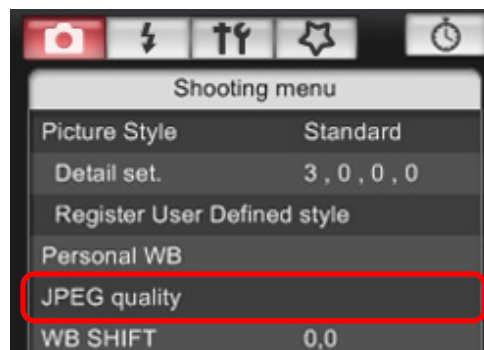 Shooting menu
Picture Style Standard
Detail set. 3 , 0 , 0 , 0
Register User Defined style
Personal WB
JPEG quality
WB SHIFT 0,0